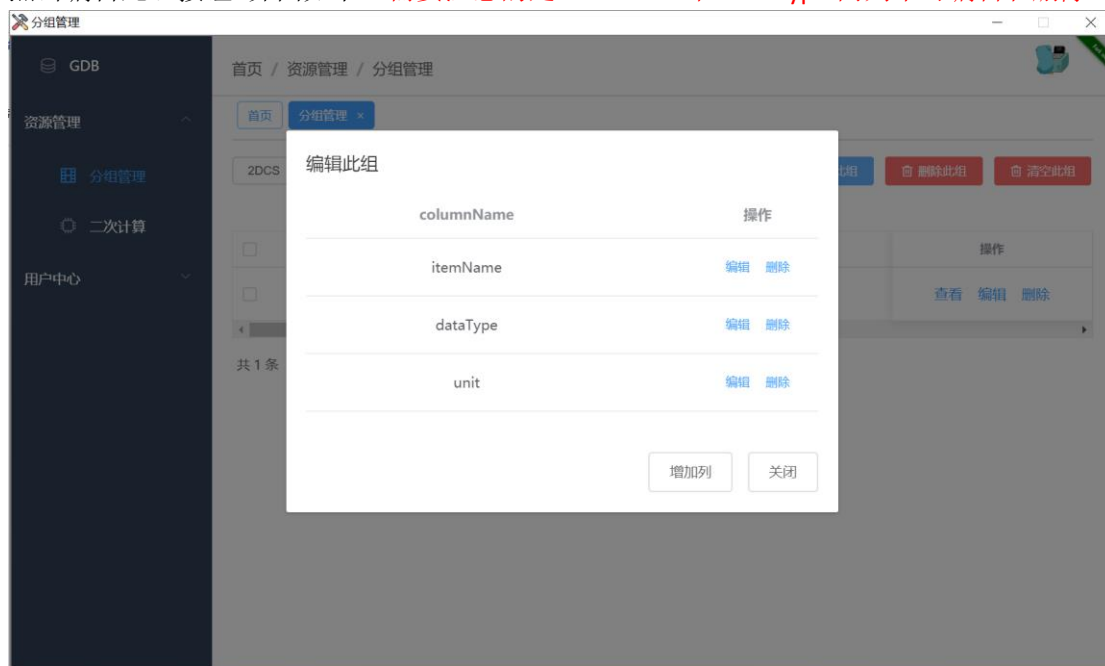 分组管理
GDB
首页 / 资源管理 / 分组管理
资源管理
首页 分组管理 ×
编辑此组
分组管理
2DCS
此组
删除此组
清空此组
columnName 操作
二次计算
itemName 编辑 删除
操作
用户中心
查看 编辑 删除
dataType 编辑 删除
共 1 条
unit 编辑 删除
增加列 关闭